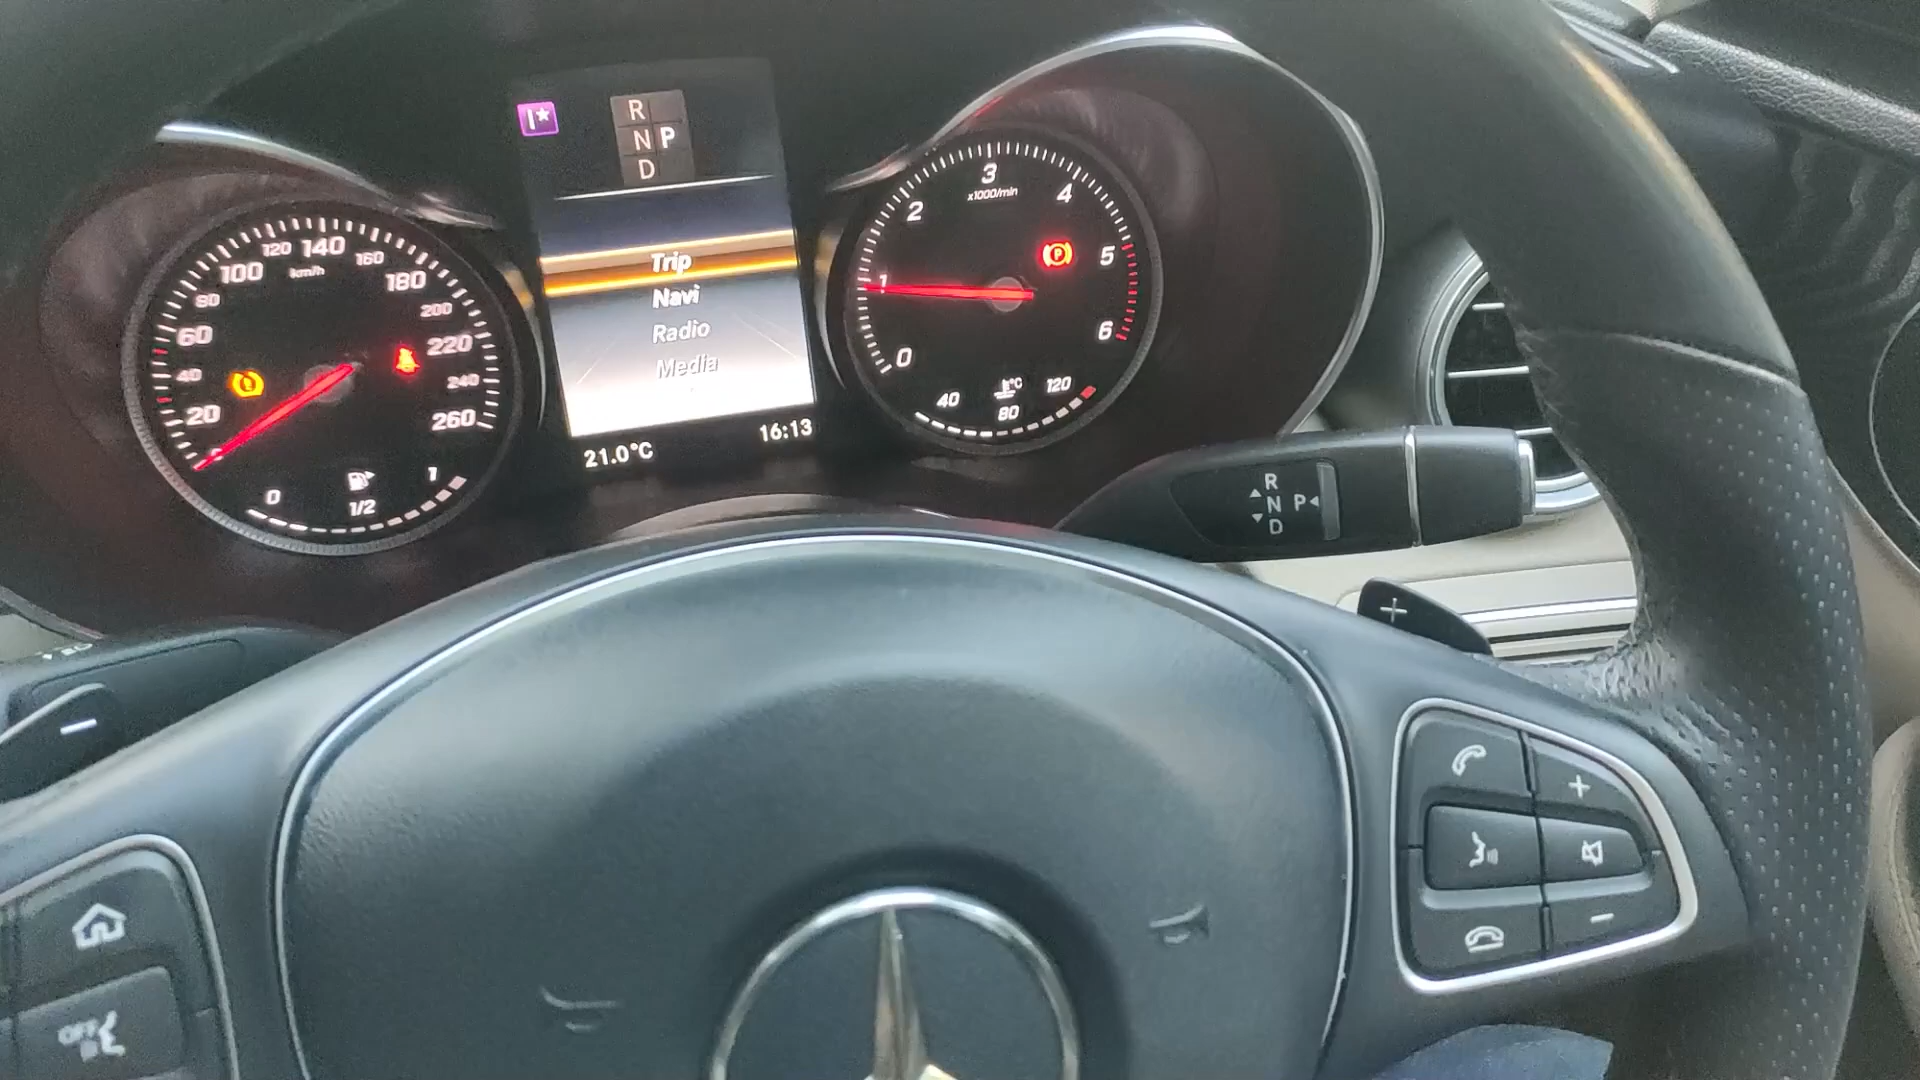 R
N P
D
Trip
Navi
Radio
Media
21.0°C
16:13
0
20
40
60
80
100
120
140
160
180
200
220
240
260
km/h
0
1/2
1
0
1
2
3
4
5
6
x1000/min
P
40
80
120
°C
R
N P
D
+
−
+
−